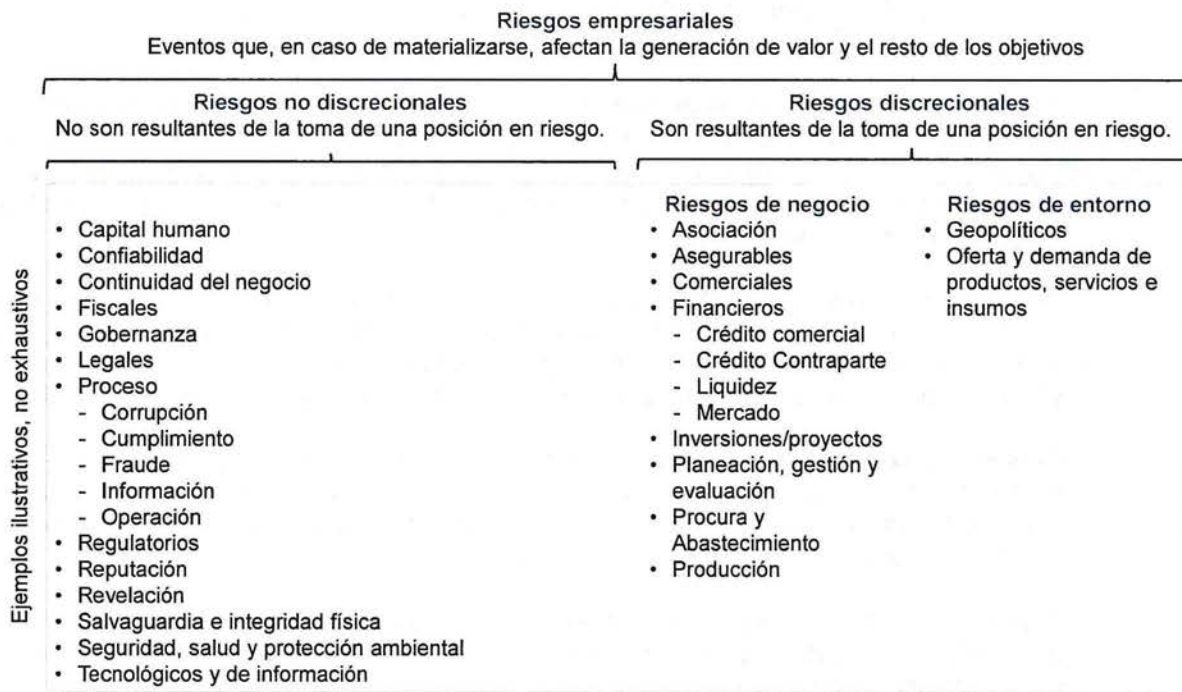 Riesgos empresariales
Eventos que, en caso de materializarse, afectan la generación de valor y el resto de los objetivos
Riesgos no discrecionales
No son resultantes de la toma de una posición en riesgo.
Ejemplos ilustrativos, no exhaustivos
• Capital humano
• Confiabilidad
• Continuidad del negocio
• Fiscales
• Gobernanza
• Legales
• Proceso
- Corrupción
- Cumplimiento
- Fraude
- Información
- Operación
• Regulatorios
• Reputación
• Revelación
• Salvaguardia e integridad física
• Seguridad, salud y protección ambiental
• Tecnológicos y de información
Riesgos discrecionales
Son resultantes de la toma de una posición en riesgo.
Riesgos de negocio
• Asociación
• Asegurables
• Comerciales
• Financieros
- Crédito comercial
- Crédito Contraparte
- Liquidez
- Mercado
• Inversiones/proyectos
• Planeación, gestión y
evaluación
• Procura y
Abastecimiento
• Producción
Riesgos de entorno
• Geopolíticos
• Oferta y demanda de
productos, servicios e
insumos